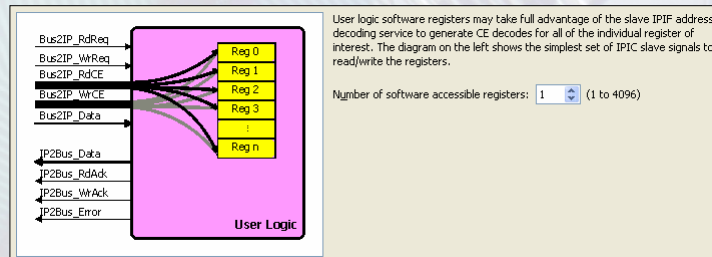 Bus2IP_RdReq
Bus2IP_WrReq
Bus2IP_RdCE
Bus2IP_WrCE
Bus2IP_Data
IP2Bus_Data
IP2Bus_RdAck
IP2Bus_WrAck
IP2Bus_Error
Reg 0
Reg 1
Reg 2
Reg 3
Reg n
User Logic
User logic software registers may take full advantage of the slave IPIF address
decoding service to generate CE decodes for all of the individual register of
interest. The diagram on the left shows the simplest set of IPIC slave signals to
read/write the registers.
Number of software accessible registers: 1 (1 to 4096)